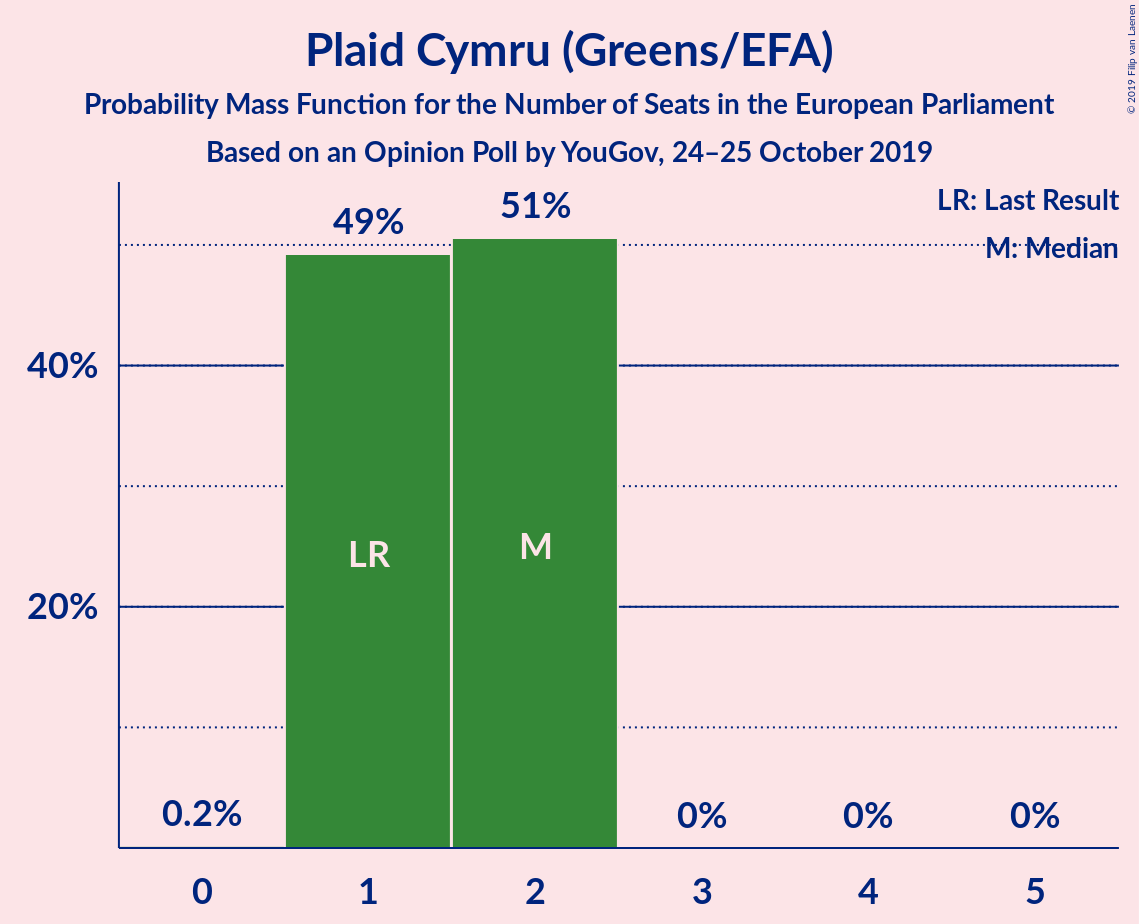 Plaid Cymru (Greens/EFA)
Probability Mass Function for the Number of Seats in the European Parliament
Based on an Opinion Poll by YouGov, 24–25 October 2019
© 2019 Filip van Laenen
LR: Last Result
M: Median
49%
51%
40%
20%
LR
M
0.2%
0%
0%
0%
0
1
2
3
4
5